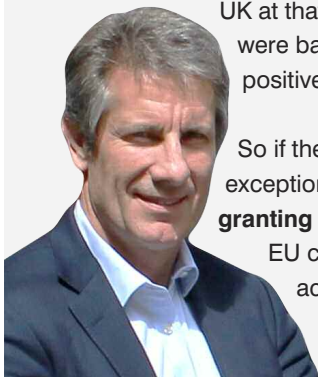 UK at tha
were ba
positive
So if the
exception
granting
EU c
ac